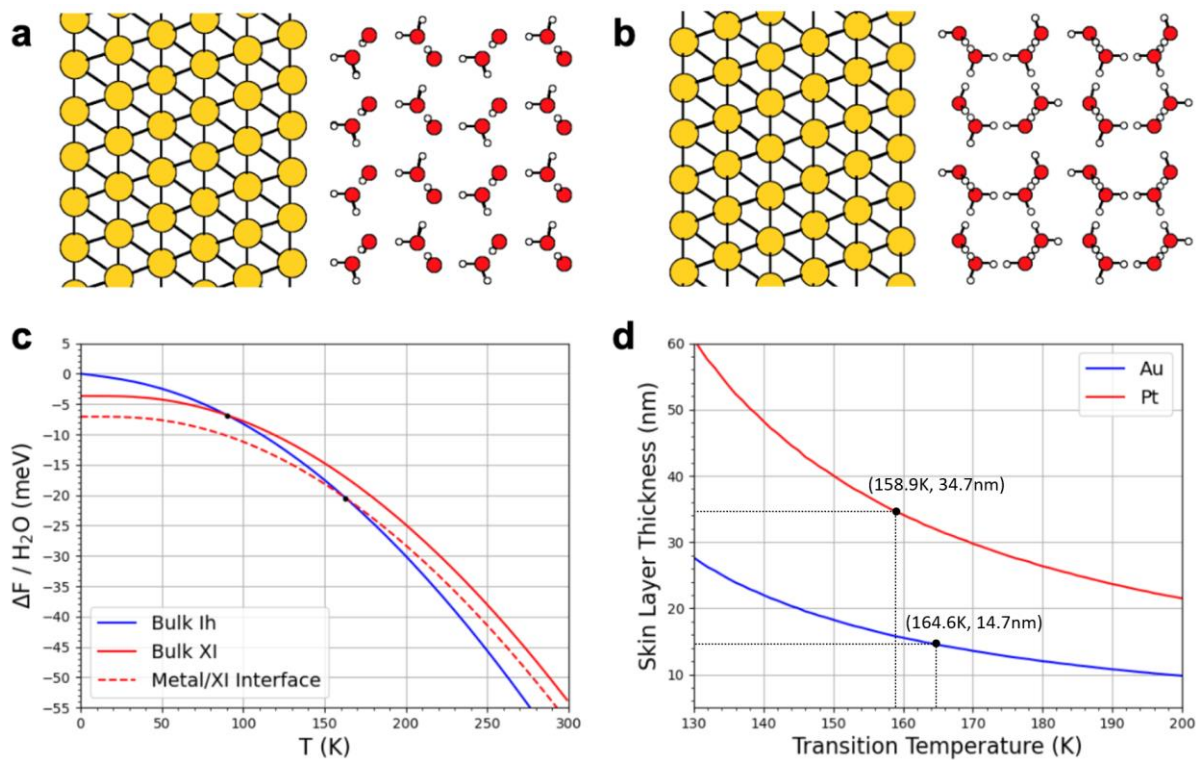 a
b
c
5
0
−5
−10
−15
−20
−25
−30
−35
−40
−45
−50
−55
ΔF / H₂O (meV)
Bulk Ih
Bulk XI
Metal/XI Interface
0
50
100
150
200
250
300
T (K)
d
60
50
40
30
20
10
Skin Layer Thickness (nm)
Au
Pt
(158.9K, 34.7nm)
(164.6K, 14.7nm)
130
140
150
160
170
180
190
200
Transition Temperature (K)